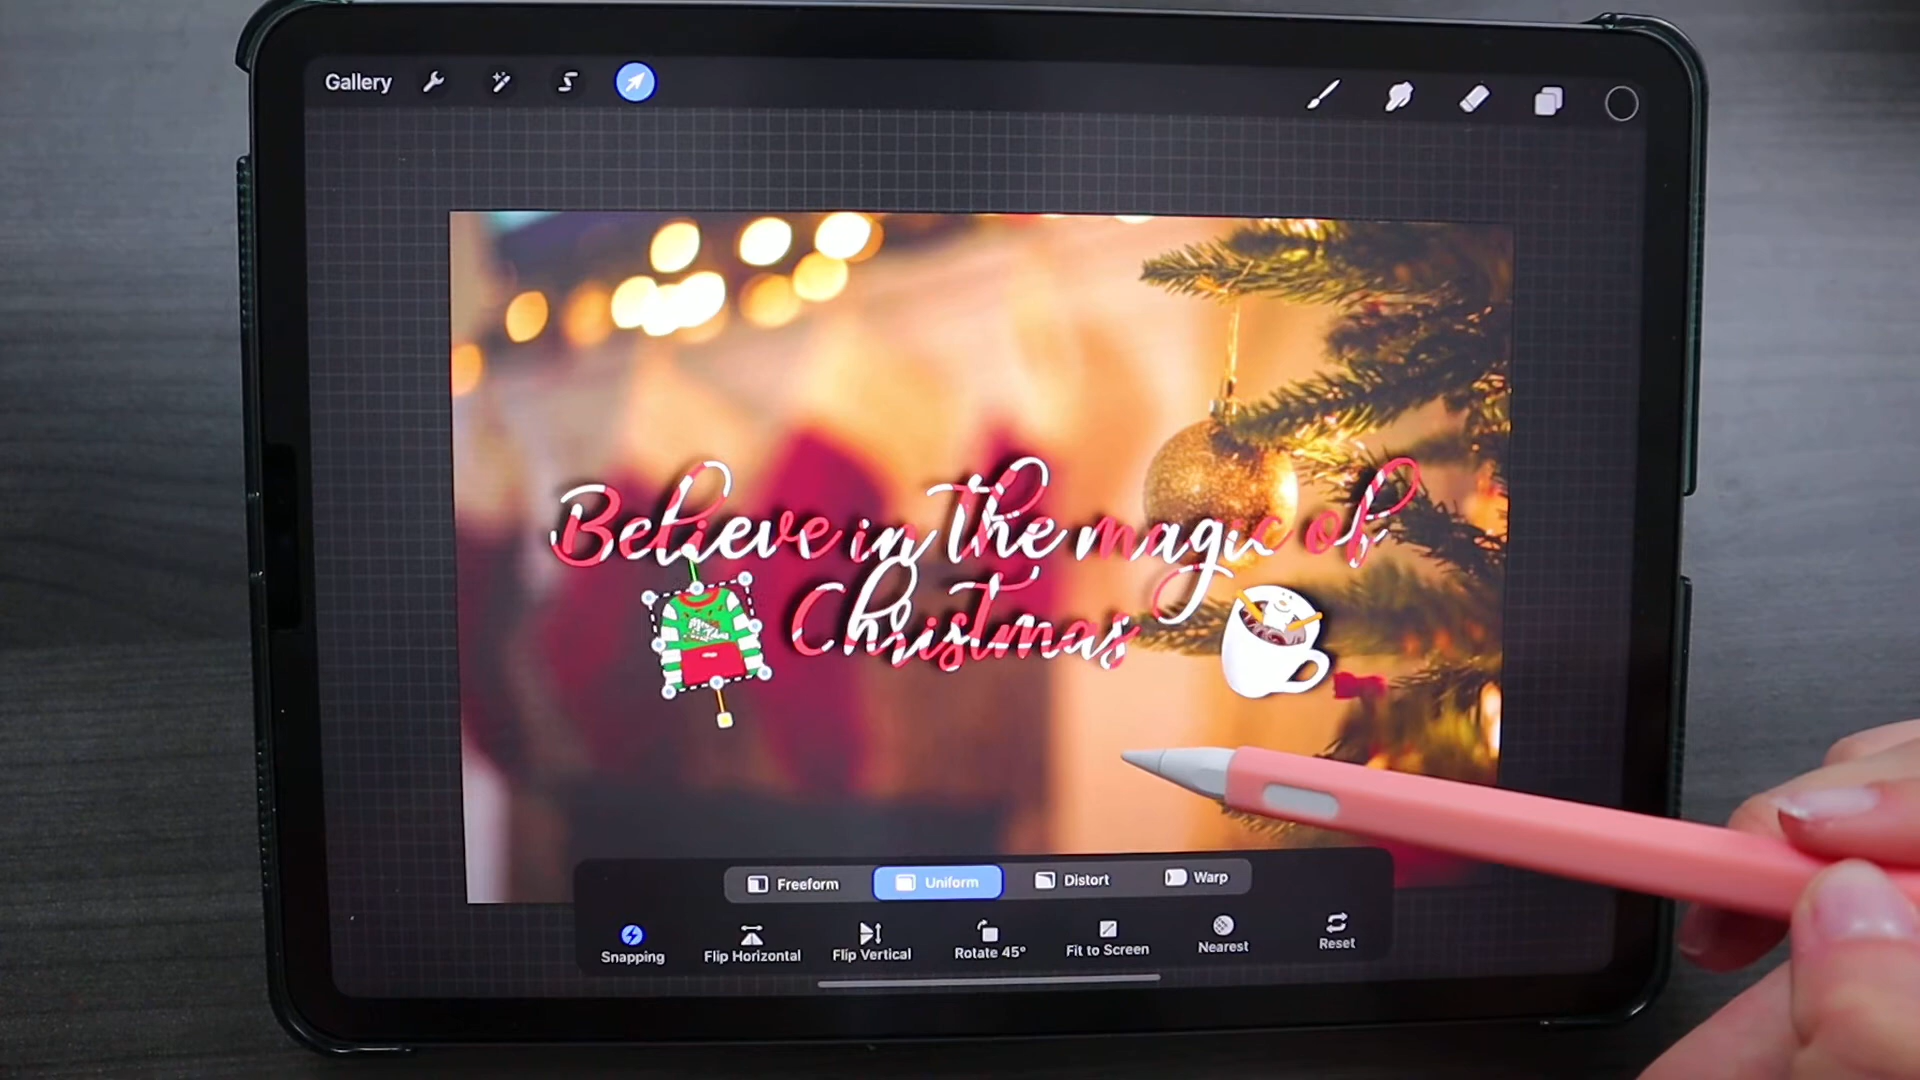 Gallery
Believe in the magic of
Christmas
Freeform Uniform Distort Warp
Snapping Flip Horizontal Flip Vertical Rotate 45° Fit to Screen Nearest Reset